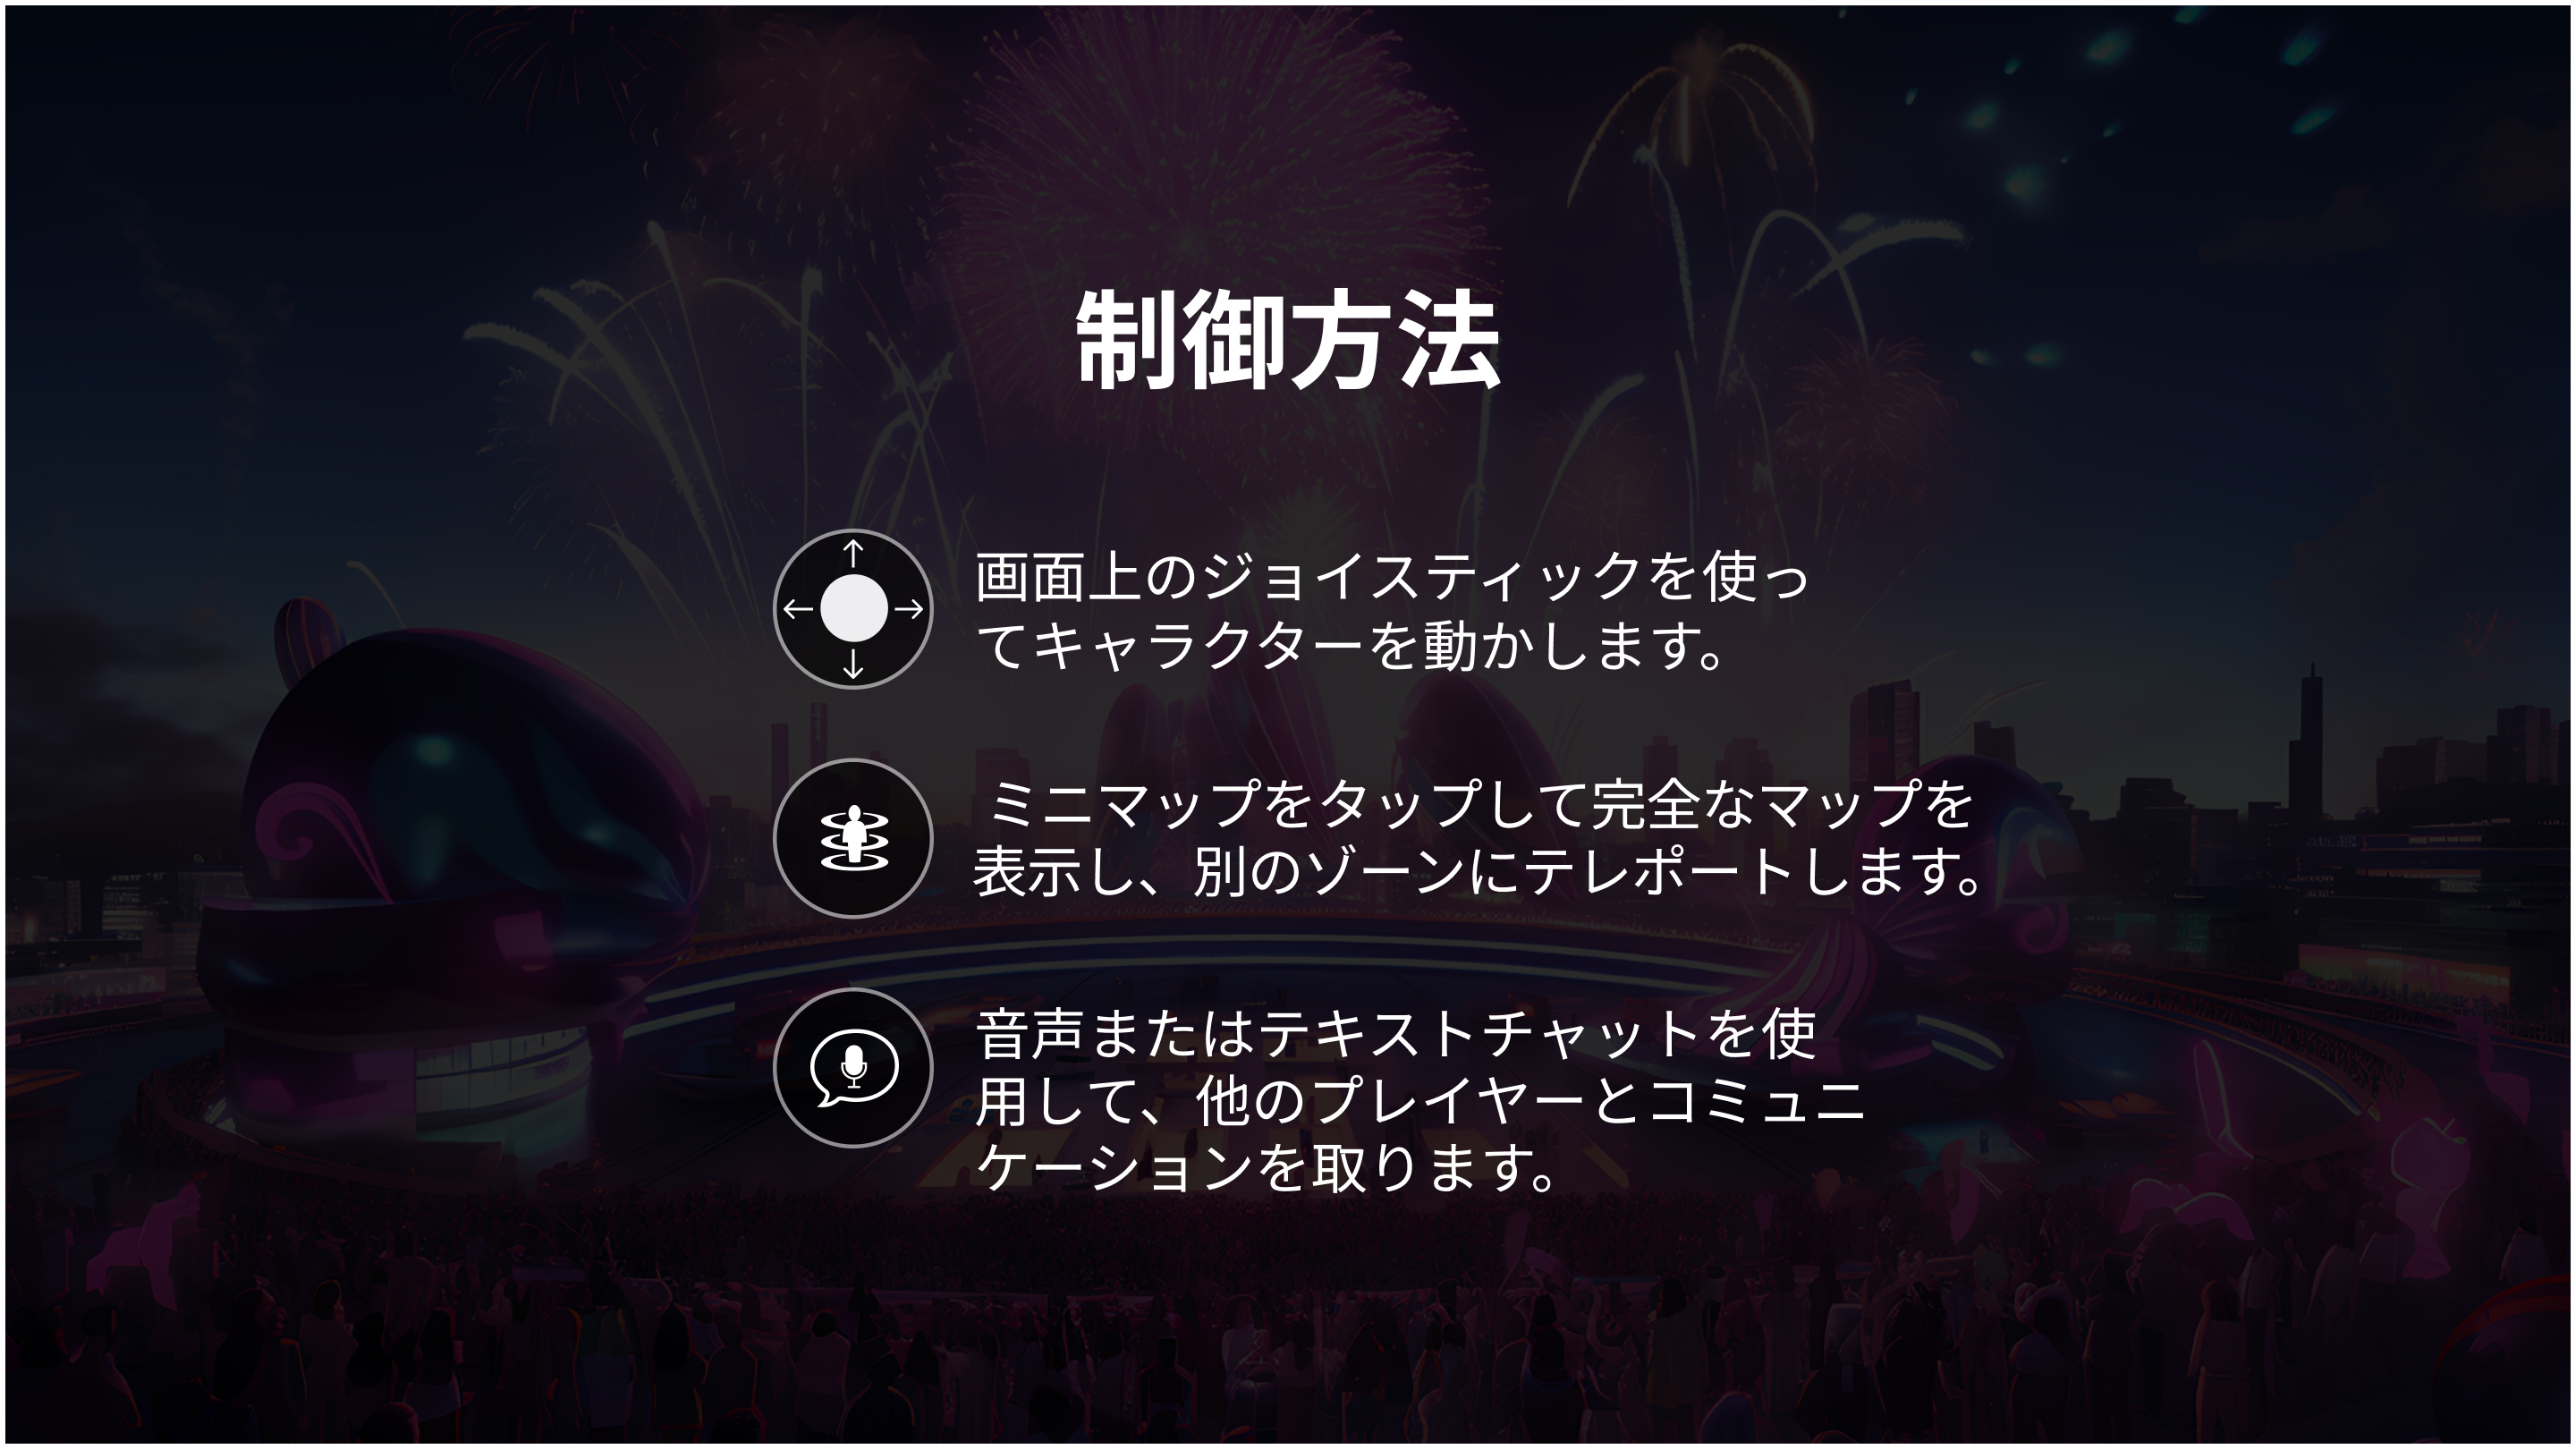 制御方法
画面上のジョイスティックを使っ
てキャラクターを動かします。
ミニマップをタップして完全なマップを
表示し、別のゾーンにテレポートします。
音声またはテキストチャットを使
用して、他のプレイヤーとコミュニ
ケーションを取ります。